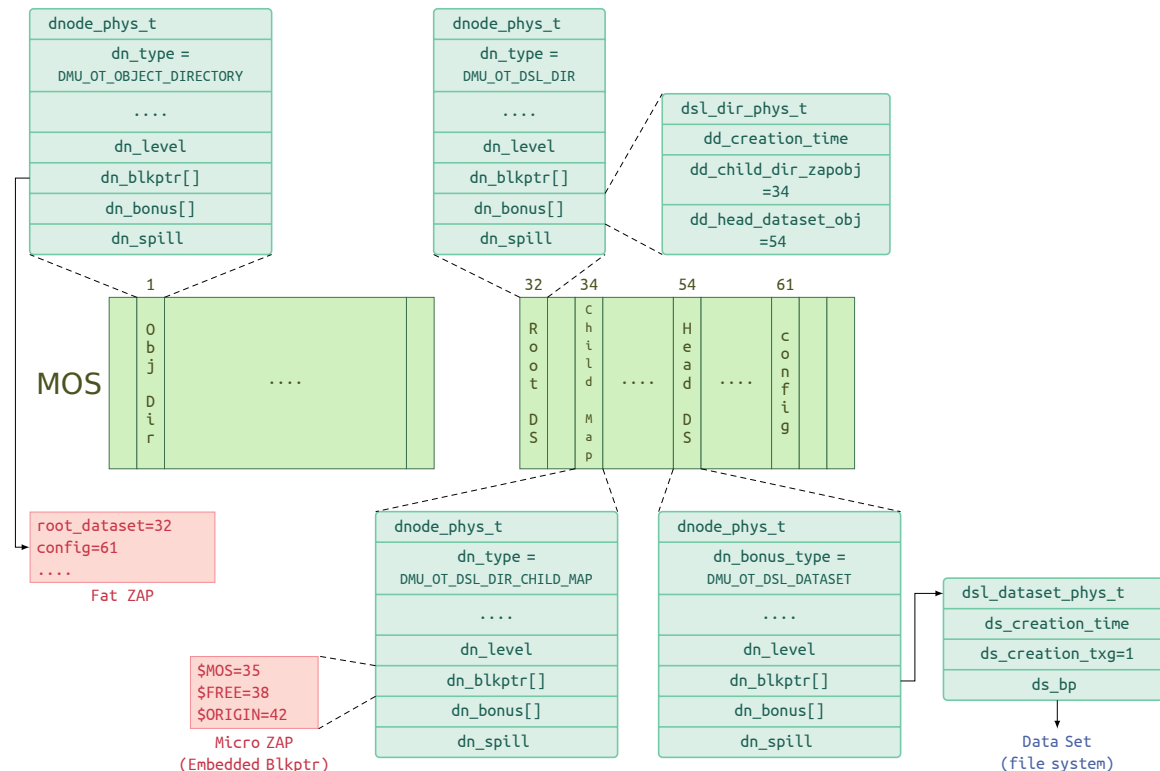 dnode_phys_t
dn_type =
DMU_OT_OBJECT_DIRECTORY
....
dn_level
dn_blkptr[]
dn_bonus[]
dn_spill
dnode_phys_t
dn_type =
DMU_OT_DSL_DIR
....
dn_level
dn_blkptr[]
dn_bonus[]
dn_spill
dsl_dir_phys_t
dd_creation_time
dd_child_dir_zapobj
=34
dd_head_dataset_obj
=54
1
32
34
54
61
MOS
Obj Dir
....
Root DS
Child Map
....
Head DS
....
config
root_dataset=32
config=61
....
Fat ZAP
$MOS=35
$FREE=38
$ORIGIN=42
Micro ZAP
(Embedded Blkptr)
dnode_phys_t
dn_type =
DMU_OT_DSL_DIR_CHILD_MAP
....
dn_level
dn_blkptr[]
dn_bonus[]
dn_spill
dnode_phys_t
dn_bonus_type =
DMU_OT_DSL_DATASET
....
dn_level
dn_blkptr[]
dn_bonus[]
dn_spill
dsl_dataset_phys_t
ds_creation_time
ds_creation_txg=1
ds_bp
Data Set
(file system)